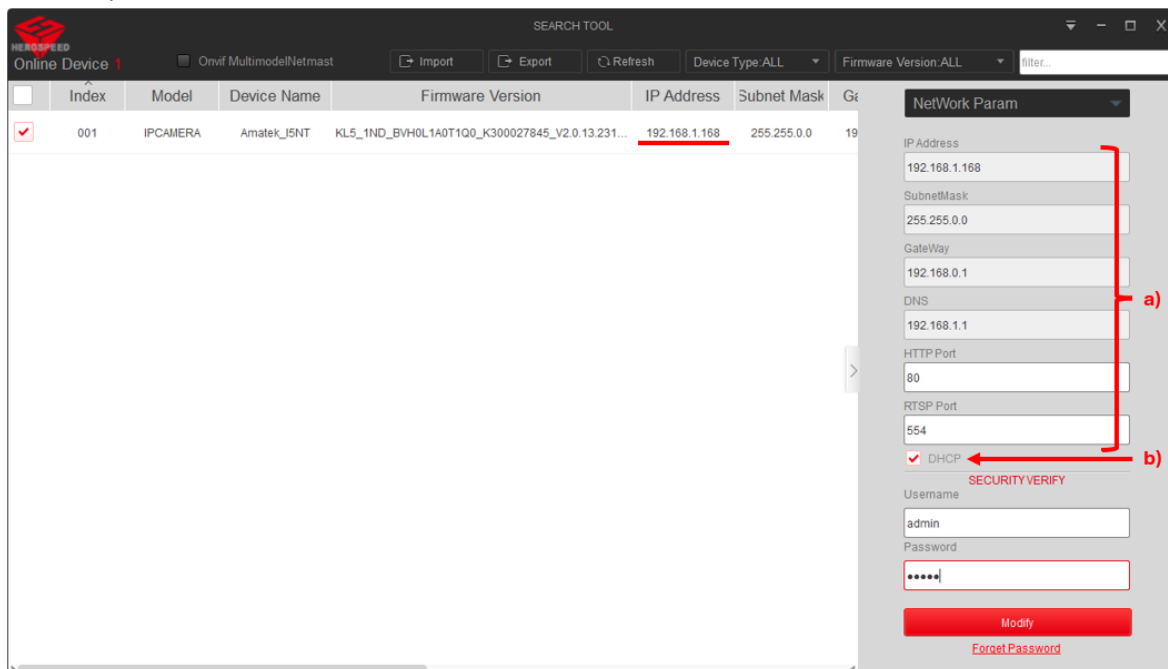 SEARCH TOOL
HEROSPEED
Online Device 1 Onvif MultimodelNetmast Import Export Refresh Device Type:ALL Firmware Version:ALL filter...
Index Model Device Name Firmware Version IP Address Subnet Mask Ga
001 IPCAMERA Amatek_I5NT KL5_1ND_BVH0L1A0T1Q0_K300027845_V2.0.13.231... 192.168.1.168 255.255.0.0 19
NetWork Param
IP Address
192.168.1.168
SubnetMask
255.255.0.0
GateWay
192.168.0.1
DNS
192.168.1.1
HTTP Port
80
RTSP Port
554
a)
DHCP
b)
SECURITY VERIFY
Username
admin
Password
•••••
Modify
Forget Password